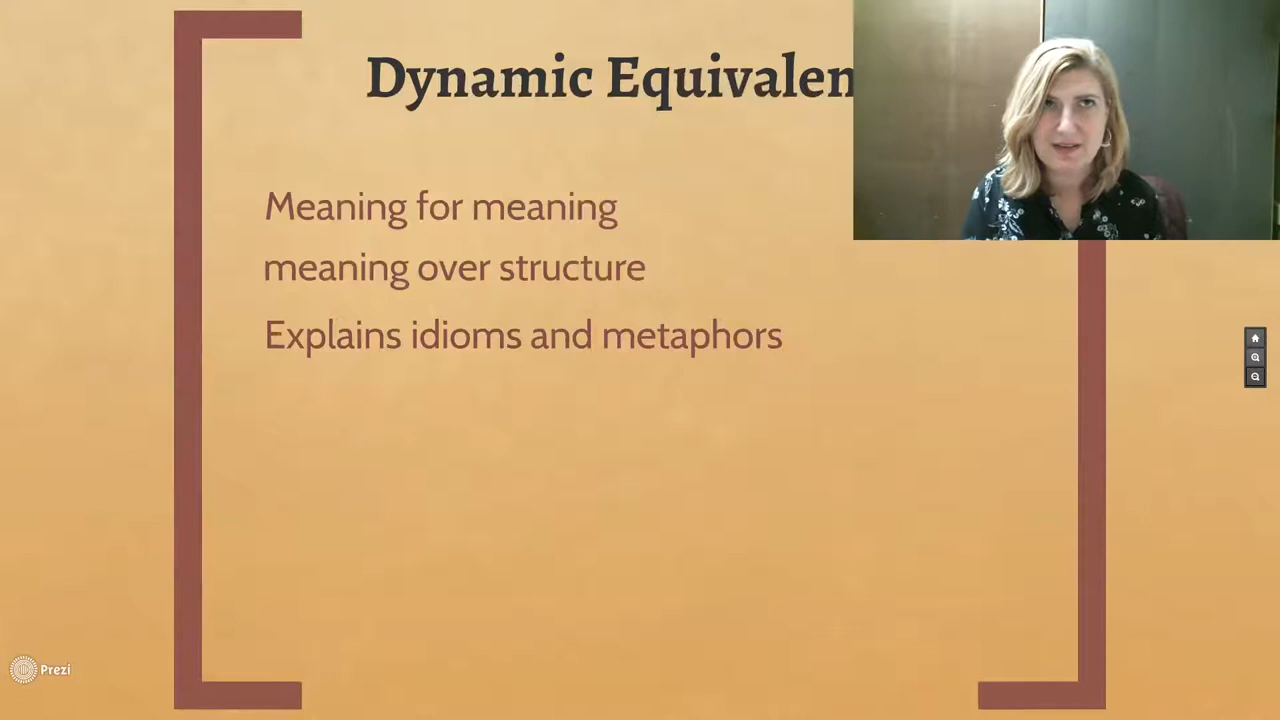 Dynamic Equivalen
Meaning for meaning
meaning over structure
Explains idioms and metaphors
Prezi